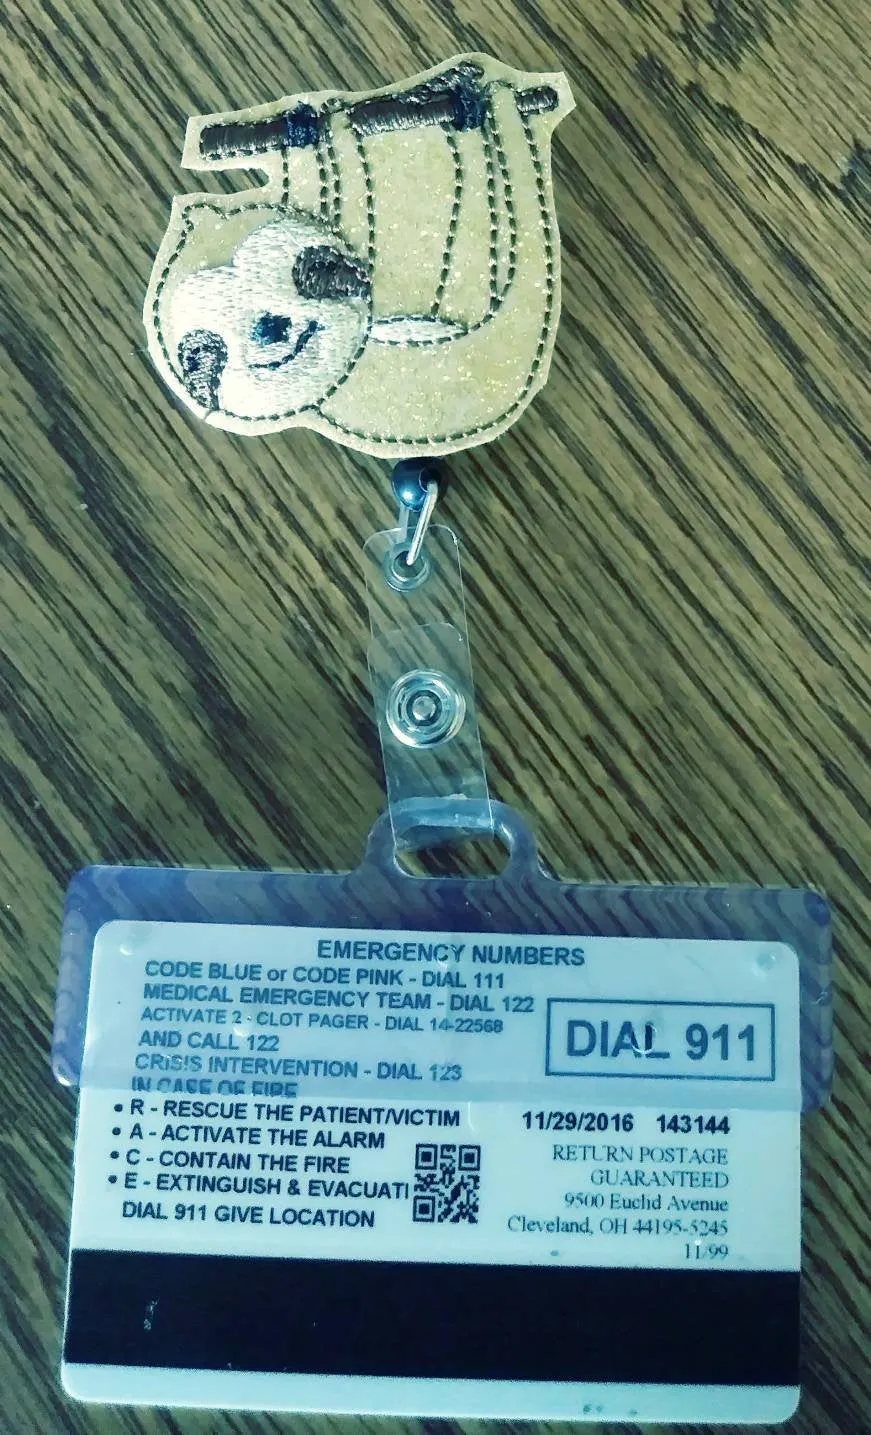 EMERGENCY NUMBERS
CODE BLUE or CODE PINK - DIAL 111
MEDICAL EMERGENCY TEAM - DIAL 122
ACTIVATE 2 - CLOT PAGER - DIAL 14-22568
AND CALL 122
CRISIS INTERVENTION - DIAL 123
DIAL 911
IN CASE OF FIRE
• R - RESCUE THE PATIENT/VICTIM
• A - ACTIVATE THE ALARM
• C - CONTAIN THE FIRE
• E - EXTINGUISH & EVACUATI
DIAL 911 GIVE LOCATION
11/29/2016 143144
RETURN POSTAGE
GUARANTEED
9500 Euclid Avenue
Cleveland, OH 44195-5245
11/99